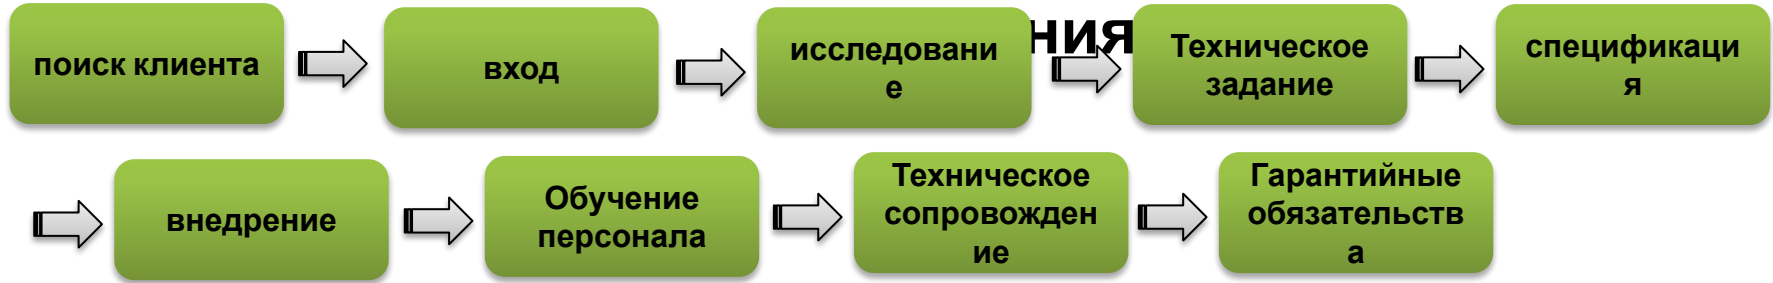 поиск клиента
вход
исследовани
е
ния
Техническое
задание
спецификаци
я
внедрение
Обучение
персонала
Техническое
сопровожден
ие
Гарантийные
обязательств
а